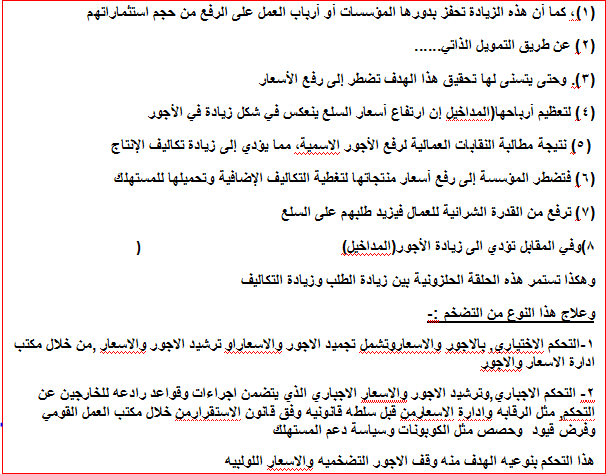 (١)، كما أن هذه الزيادة تحفز بدورها المؤسسات أو أرباب العمل على الرفع من حجم استثماراتهم
(٢) عن طريق التمويل الذاتي......
(٣)، وحتى يتسنى لها تحقيق هذا الهدف تضطر إلى رفع الأسعار
(٤) لتعظيم أرباحها(المداخيل إن ارتفاع أسعار السلع ينعكس في شكل زيادة في الأجور
(٥) نتيجة مطالبة النقابات العمالية لرفع الأجور الاسمية، مما يؤدي إلى زيادة تكاليف الإنتاج
(٦) فتضطر المؤسسة إلى رفع أسعار منتجاتها لتغطية التكاليف الإضافية وتحميلها للمستهلك
(٧) ترفع من القدرة الشرائية للعمال فيزيد طلبهم على السلع
٨)وفي المقابل تؤدي الى زيادة الأجور(المداخيل) (
وهكذا تستمر هذه الحلقة الحلزونية بين زيادة الطلب وزيادة التكاليف
وعلاج هذا النوع من التضخم :-
١-التحكم الاختياري, بالاجور والاسعاروتشمل تجميد الاجور والاسعاراو ترشيد الاجور والاسعار ,من خلال مكتب
ادارة الاسعار والاجور
٢- التحكم الاجباري,وترشيد الاجور والاسعار الاجباري الذي يتضمن اجراءات وقواعد رادعه للخارجين عن
التحكم, مثل الرقابه وادارة الاسعارمن قبل سلطه قانونيه وفق قانون الاستقرارمن خلال مكتب العمل القومي
وفرض قيود وحصص مثل الكوبونات وسياسة دعم المستهلك
هذا التحكم بنوعيه الهدف منه وقف الاجور التضخميه والاسعار اللولبيه